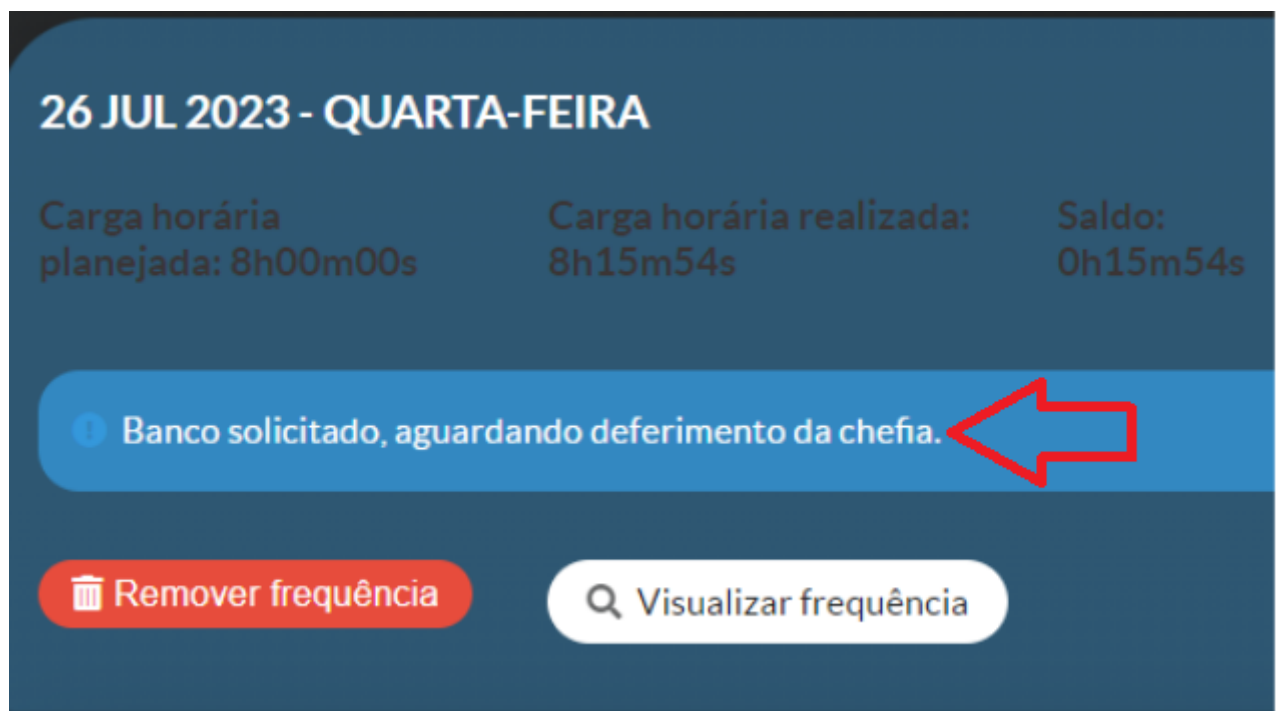 26 JUL 2023 - QUARTA-FEIRA
Carga horária
planejada: 8h00m00s
Carga horária realizada:
8h15m54s
Saldo:
0h15m54s
Banco solicitado, aguardando deferimento da chefia.
Remover frequência
Visualizar frequência